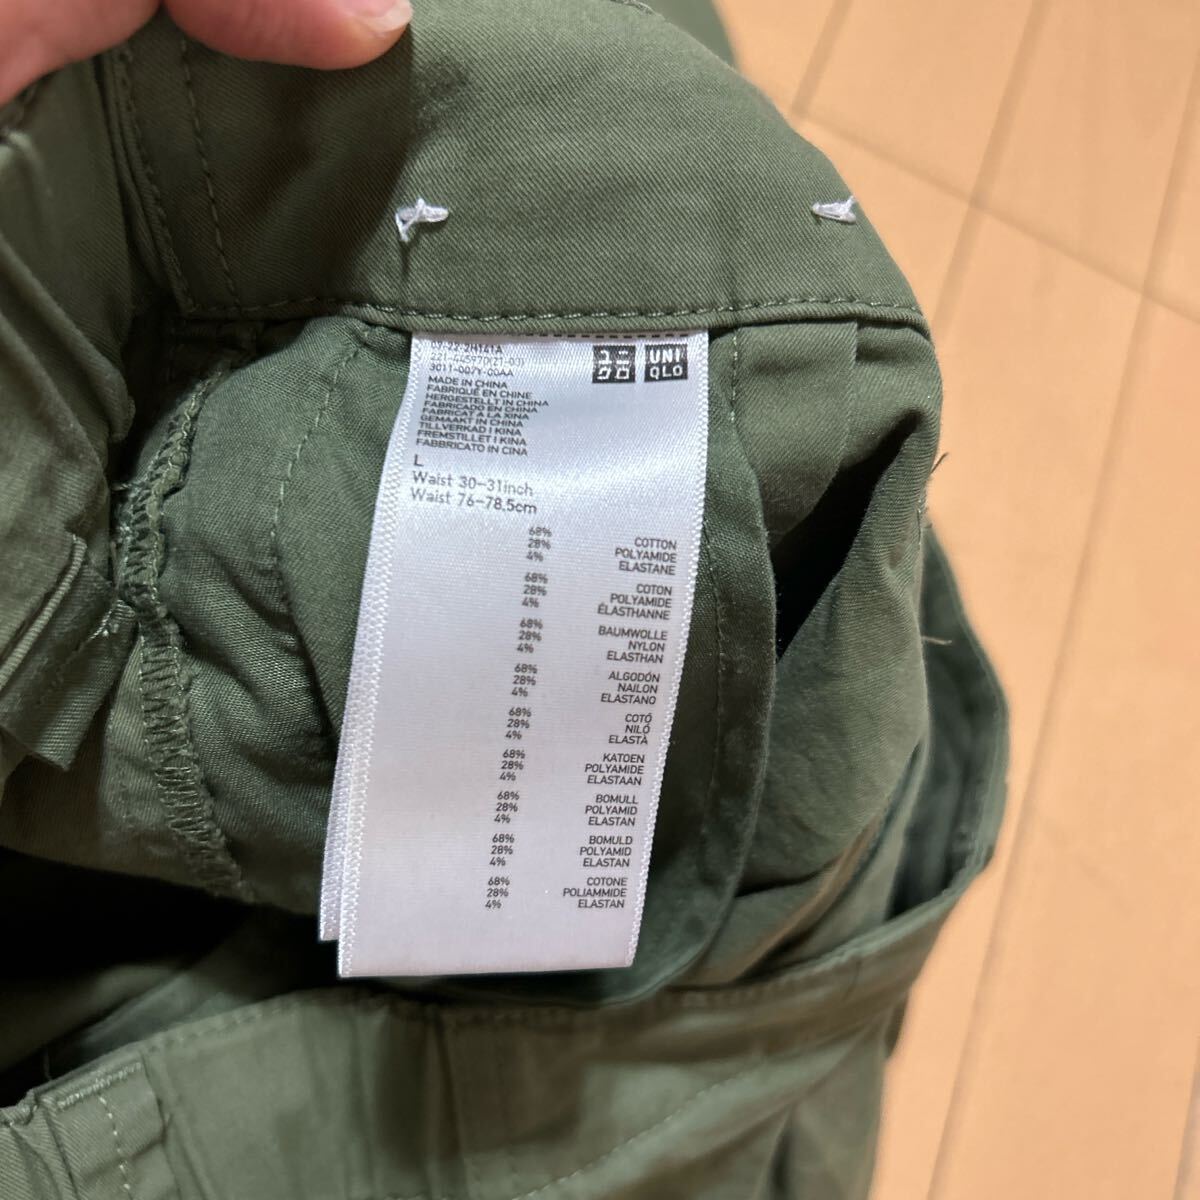 ユニ
クロ
UNI
QLO
3011-007Y-00AA
MADE IN CHINA
FABRIQUÉ EN CHINE
HERGESTELLT IN CHINA
FABRICADO EN CHINA
FABRICAT A LA XINA
GEMAAKT IN CHINA
TILLVERKAD I KINA
FREMSTILLET I KINA
FABBRICATO IN CINA
L
Waist 30-31inch
Waist 76-78.5cm
68% COTTON
28% POLYAMIDE
4% ELASTANE
68% COTON
28% POLYAMIDE
4% ÉLASTHANNE
68% BAUMWOLLE
28% NYLON
4% ELASTHAN
68% ALGODÓN
28% NAILON
4% ELASTANO
68% COTÓ
28% NILÓ
4% ELASTÀ
68% KATOEN
28% POLYAMIDE
4% ELASTAAN
68% BOMULL
28% POLYAMID
4% ELASTAN
68% BOMULD
28% POLYAMID
4% ELASTAN
68% COTONE
28% POLIAMMIDE
4% ELASTAN